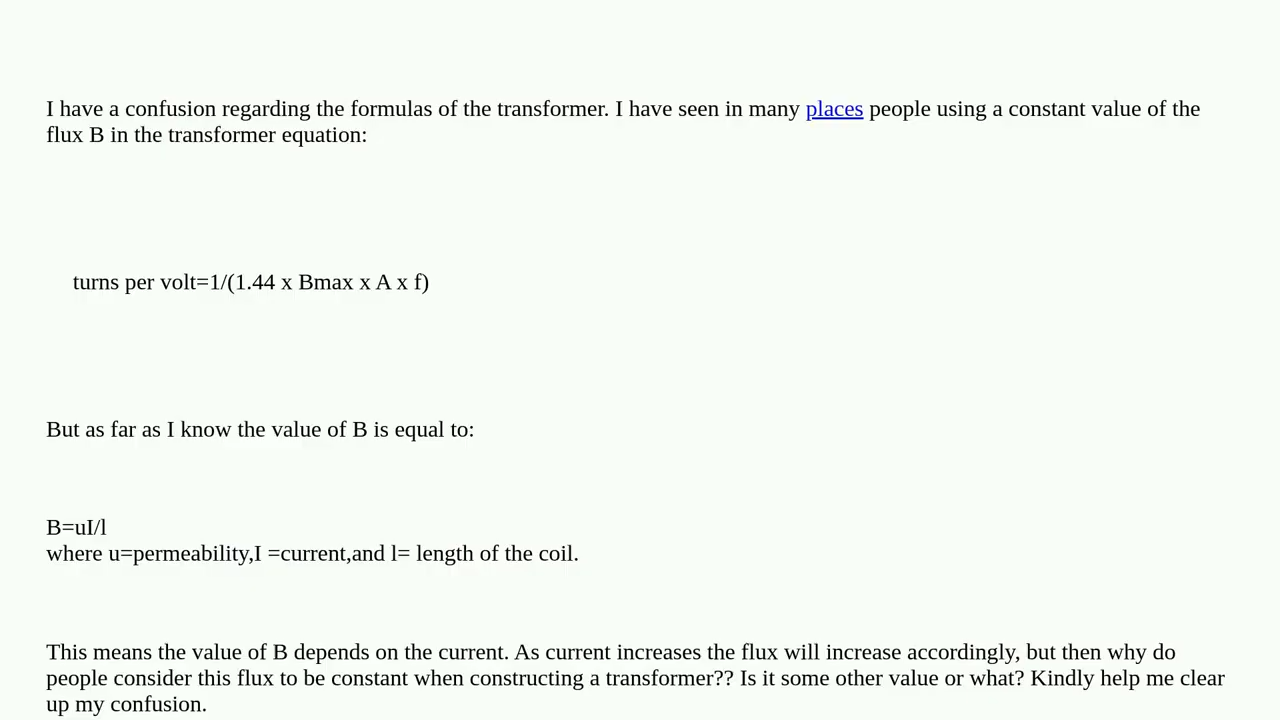 I have a confusion regarding the formulas of the transformer. I have seen in many places people using a constant value of the
flux B in the transformer equation:
turns per volt=1/(1.44 x Bmax x A x f)
But as far as I know the value of B is equal to:
B=uI/l
where u=permeability,I =current,and l= length of the coil.
This means the value of B depends on the current. As current increases the flux will increase accordingly, but then why do
people consider this flux to be constant when constructing a transformer?? Is it some other value or what? Kindly help me clear
up my confusion.